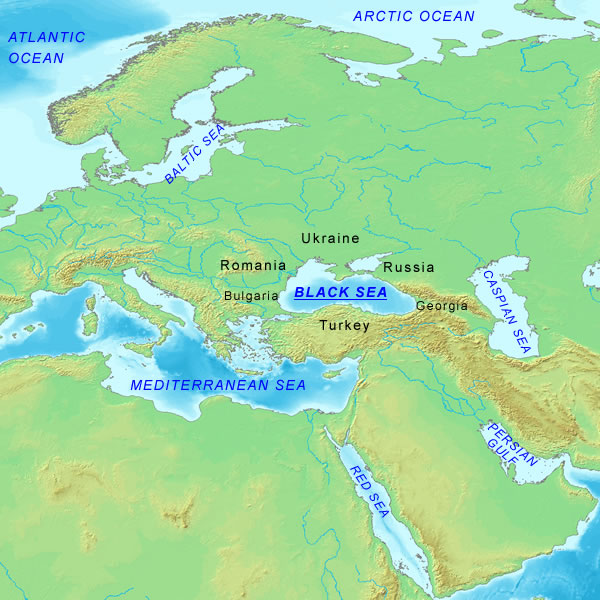 ARCTIC OCEAN
ATLANTIC
OCEAN
BALTIC SEA
Ukraine
Romania
Russia
Bulgaria
BLACK SEA
Georgia
CASPIAN SEA
Turkey
MEDITERRANEAN SEA
PERSIAN
GULF
RED SEA